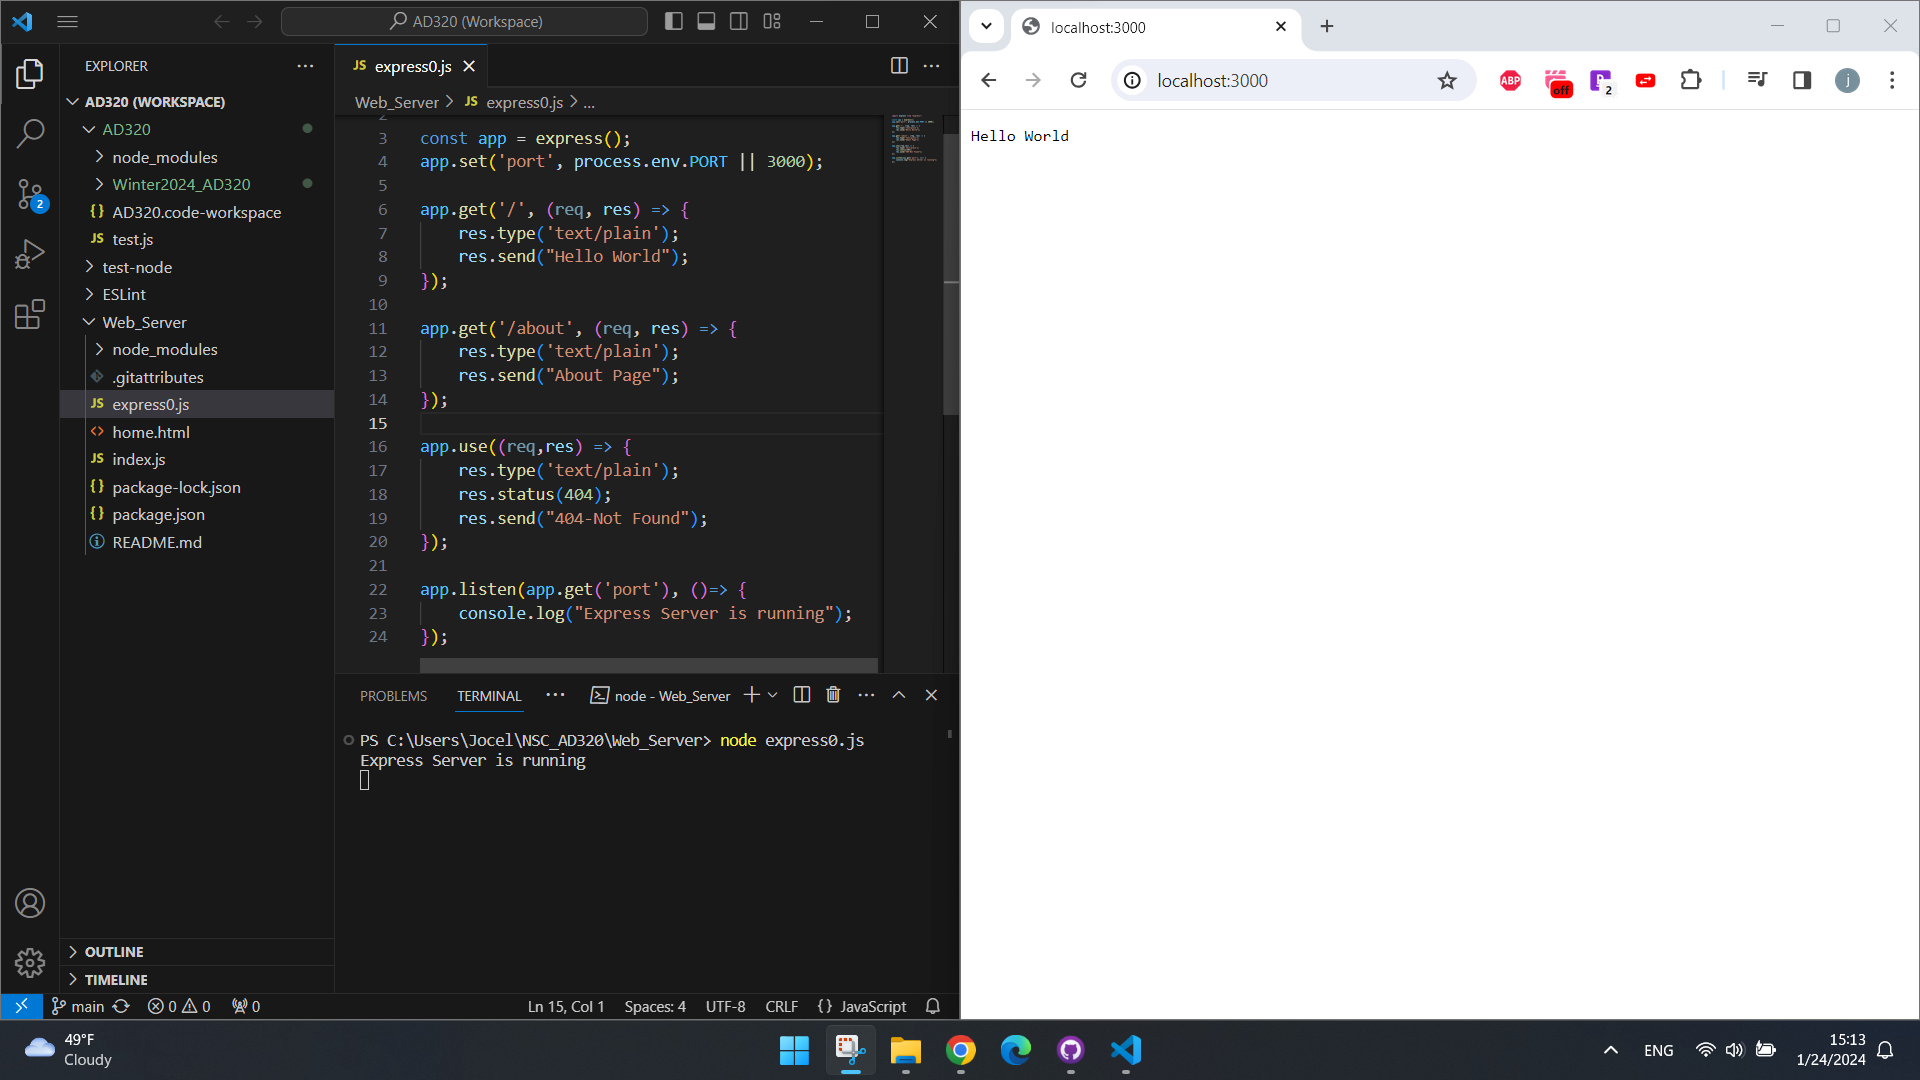 AD320 (Workspace)
EXPLORER
AD320 (WORKSPACE)
AD320
node_modules
Winter2024_AD320
AD320.code-workspace
test.js
test-node
ESLint
Web_Server
node_modules
.gitattributes
express0.js
home.html
index.js
package-lock.json
package.json
README.md
OUTLINE
TIMELINE
JS express0.js
Web_Server > JS express0.js > ...
2
3 const app = express();
4 app.set('port', process.env.PORT || 3000);
5
6 app.get('/', (req, res) => {
7 res.type('text/plain');
8 res.send("Hello World");
9 });
10
11 app.get('/about', (req, res) => {
12 res.type('text/plain');
13 res.send("About Page");
14 });
15
16 app.use((req,res) => {
17 res.type('text/plain');
18 res.status(404);
19 res.send("404-Not Found");
20 });
21
22 app.listen(app.get('port'), ()=> {
23 console.log("Express Server is running");
24 });
PROBLEMS TERMINAL ... node - Web_Server
PS C:\Users\Jocel\NSC_AD320\Web_Server> node express0.js
Express Server is running
main 0 0 0 Ln 15, Col 1 Spaces: 4 UTF-8 CRLF {} JavaScript
localhost:3000
localhost:3000
ABP off 2 j
Hello World
49°F
Cloudy
ENG
15:13
1/24/2024